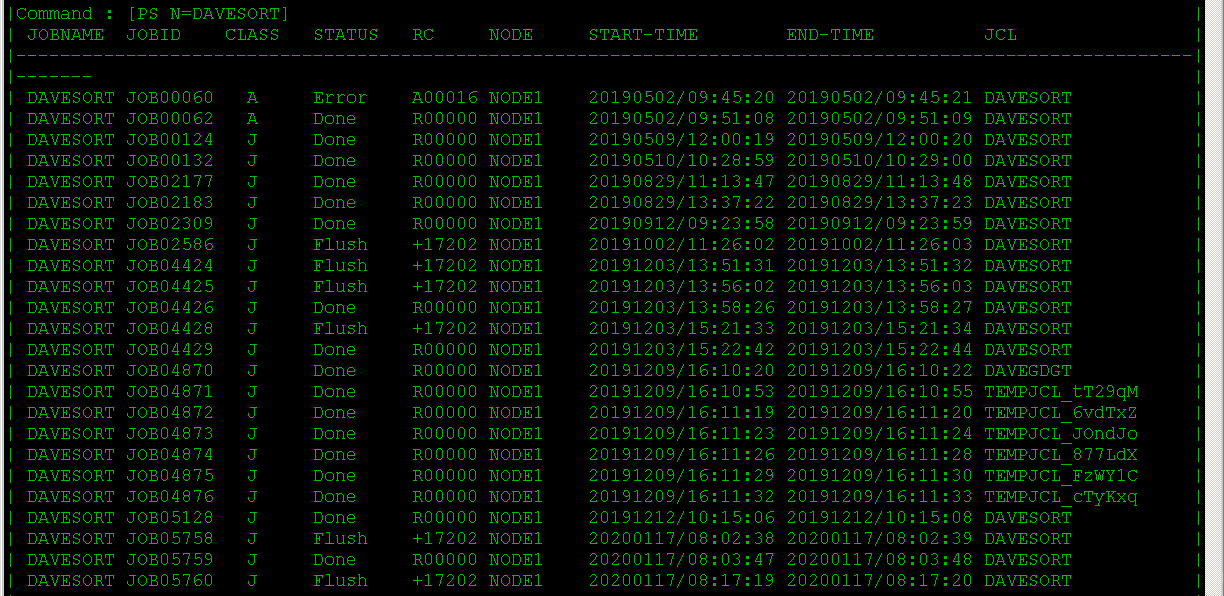 |Command : [PS N=DAVESORT] |
| JOBNAME JOBID CLASS STATUS RC NODE START-TIME END-TIME JCL |
|-----------------------------------------------------------------------------------------------------------|
|------- |
| DAVESORT JOB00060 A Error A00016 NODE1 20190502/09:45:20 20190502/09:45:21 DAVESORT |
| DAVESORT JOB00062 A Done R00000 NODE1 20190502/09:51:08 20190502/09:51:09 DAVESORT |
| DAVESORT JOB00124 J Done R00000 NODE1 20190509/12:00:19 20190509/12:00:20 DAVESORT |
| DAVESORT JOB00132 J Done R00000 NODE1 20190510/10:28:59 20190510/10:29:00 DAVESORT |
| DAVESORT JOB02177 J Done R00000 NODE1 20190829/11:13:47 20190829/11:13:48 DAVESORT |
| DAVESORT JOB02183 J Done R00000 NODE1 20190829/13:37:22 20190829/13:37:23 DAVESORT |
| DAVESORT JOB02309 J Done R00000 NODE1 20190912/09:23:58 20190912/09:23:59 DAVESORT |
| DAVESORT JOB02586 J Flush +17202 NODE1 20191002/11:26:02 20191002/11:26:03 DAVESORT |
| DAVESORT JOB04424 J Flush +17202 NODE1 20191203/13:51:31 20191203/13:51:32 DAVESORT |
| DAVESORT JOB04425 J Flush +17202 NODE1 20191203/13:56:02 20191203/13:56:03 DAVESORT |
| DAVESORT JOB04426 J Done R00000 NODE1 20191203/13:58:26 20191203/13:58:27 DAVESORT |
| DAVESORT JOB04428 J Flush +17202 NODE1 20191203/15:21:33 20191203/15:21:34 DAVESORT |
| DAVESORT JOB04429 J Done R00000 NODE1 20191203/15:22:42 20191203/15:22:44 DAVESORT |
| DAVESORT JOB04870 J Done R00000 NODE1 20191209/16:10:20 20191209/16:10:22 DAVEGDGT |
| DAVESORT JOB04871 J Done R00000 NODE1 20191209/16:10:53 20191209/16:10:55 TEMPJCL_tT29qM |
| DAVESORT JOB04872 J Done R00000 NODE1 20191209/16:11:19 20191209/16:11:20 TEMPJCL_6vdTxZ |
| DAVESORT JOB04873 J Done R00000 NODE1 20191209/16:11:23 20191209/16:11:24 TEMPJCL_JOndJo |
| DAVESORT JOB04874 J Done R00000 NODE1 20191209/16:11:26 20191209/16:11:28 TEMPJCL_877LdX |
| DAVESORT JOB04875 J Done R00000 NODE1 20191209/16:11:29 20191209/16:11:30 TEMPJCL_FzWY1C |
| DAVESORT JOB04876 J Done R00000 NODE1 20191209/16:11:32 20191209/16:11:33 TEMPJCL_cTyKxq |
| DAVESORT JOB05128 J Done R00000 NODE1 20191212/10:15:06 20191212/10:15:08 DAVESORT |
| DAVESORT JOB05758 J Flush +17202 NODE1 20200117/08:02:38 20200117/08:02:39 DAVESORT |
| DAVESORT JOB05759 J Done R00000 NODE1 20200117/08:03:47 20200117/08:03:48 DAVESORT |
| DAVESORT JOB05760 J Flush +17202 NODE1 20200117/08:17:19 20200117/08:17:20 DAVESORT |